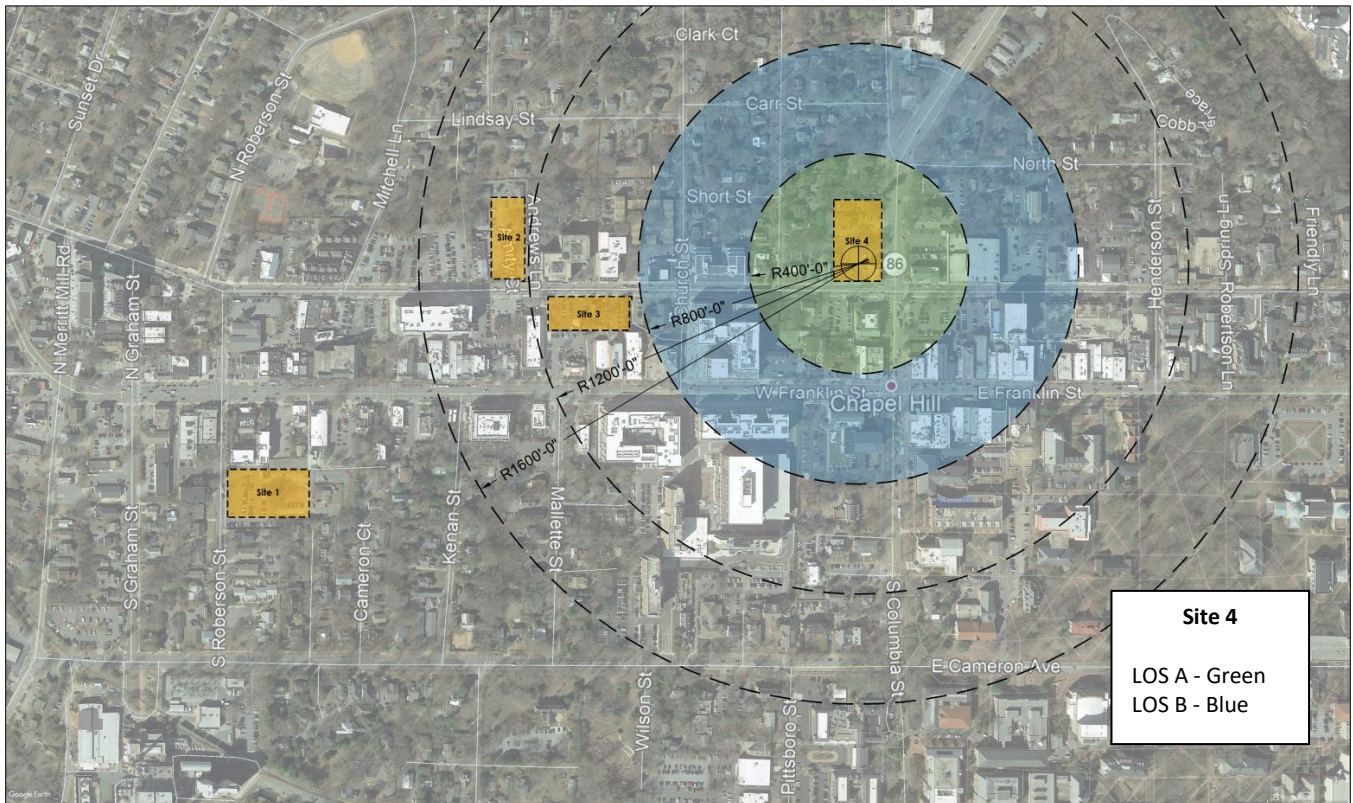 Clark Ct
Sunset Dr
N Roberson St
Carr St
Lindsay St
Cobb Terrace
Mitchell Ln
North St
Short St
Andrews Ln
Site 2
Site 4
86
Church St
R400'-0"
Henderson St
Spring Ln
Robertson Ln
Friendly Ln
N Merritt Mill Rd
N Graham St
Site 3
R800'-0"
R1200'-0"
W Franklin St
E Franklin St
Chapel Hill
R1600'-0"
Site 1
Kenan St
Mallette St
S Graham St
S Roberson St
Cameron Ct
S Columbia St
E Cameron Ave
Wilson St
Pittsboro St
Site 4
LOS A - Green
LOS B - Blue
Google Earth